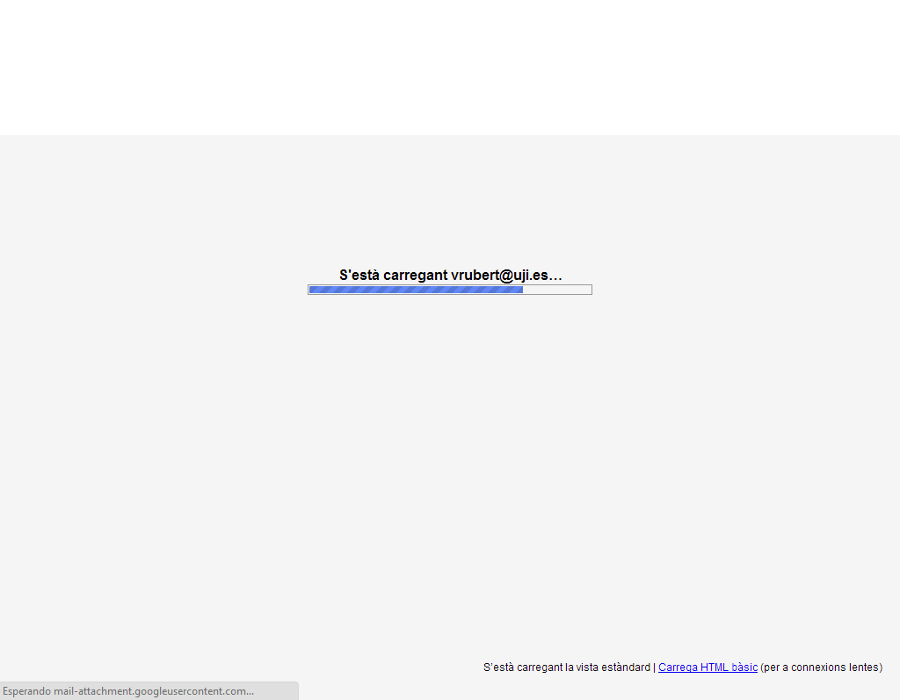 S'està carregant vrubert@uji.es…
S'està carregant la vista estàndard | Carrega HTML bàsic (per a connexions lentes)
Esperando mail-attachment.googleusercontent.com...